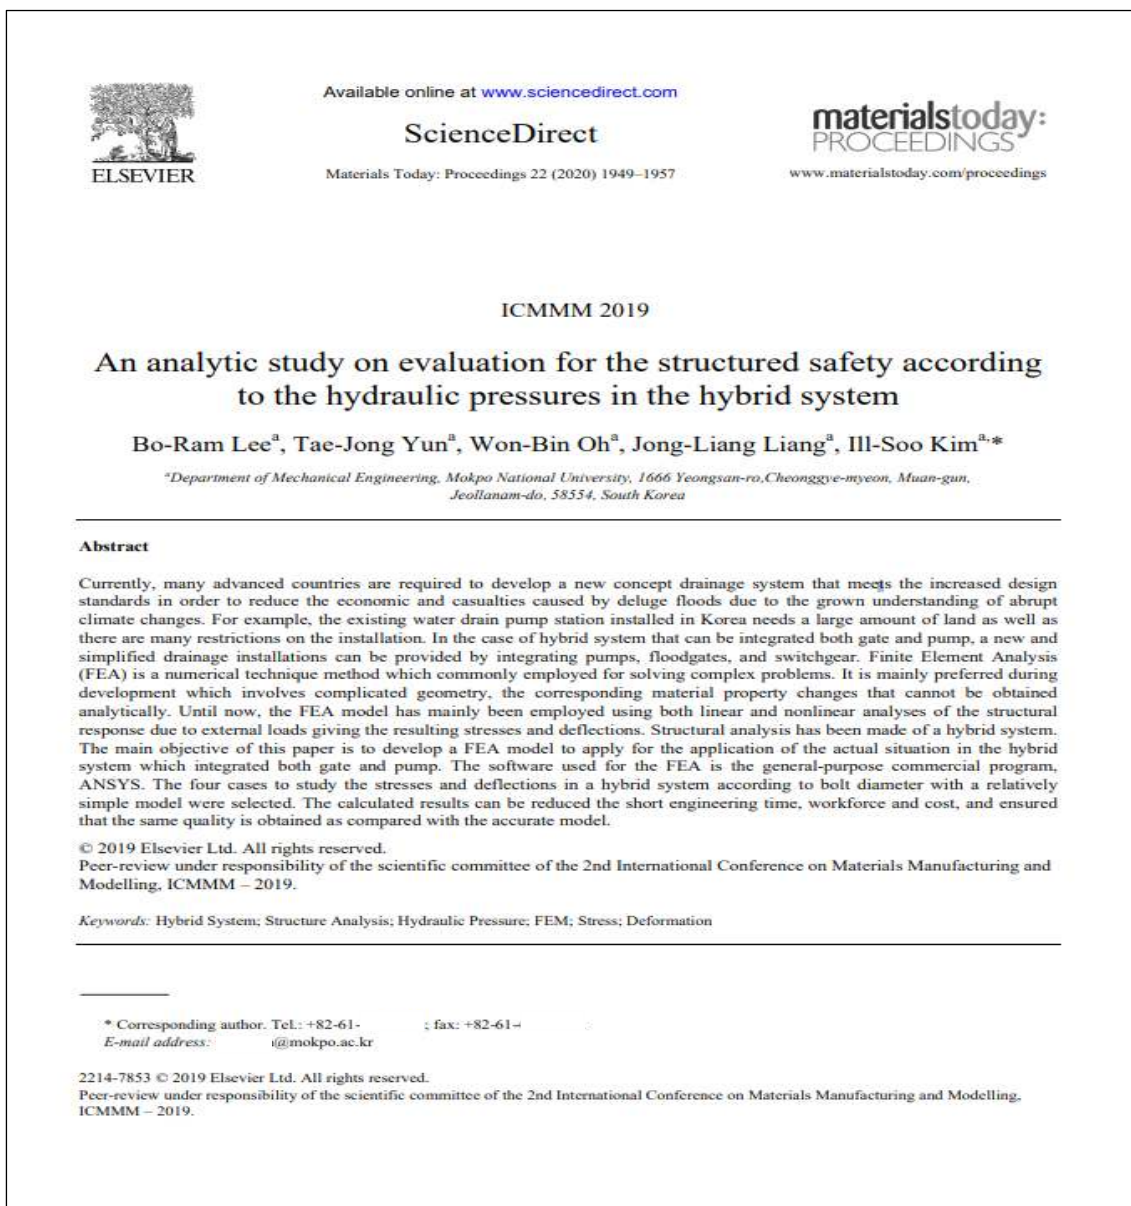 ELSEVIER
Available online at www.sciencedirect.com
ScienceDirect
Materials Today: Proceedings 22 (2020) 1949–1957
materialstoday:
PROCEEDINGS
www.materialstoday.com/proceedings
ICMMM 2019
An analytic study on evaluation for the structured safety according
to the hydraulic pressures in the hybrid system
Bo-Ram Leeᵃ, Tae-Jong Yunᵃ, Won-Bin Ohᵃ, Jong-Liang Liangᵃ, Ill-Soo Kimᵃ,*
ᵃDepartment of Mechanical Engineering, Mokpo National University, 1666 Yeongsan-ro,Cheonggye-myeon, Muan-gun,
Jeollanam-do, 58554, South Korea
Abstract
Currently, many advanced countries are required to develop a new concept drainage system that meets the increased design
standards in order to reduce the economic and casualties caused by deluge floods due to the grown understanding of abrupt
climate changes. For example, the existing water drain pump station installed in Korea needs a large amount of land as well as
there are many restrictions on the installation. In the case of hybrid system that can be integrated both gate and pump, a new and
simplified drainage installations can be provided by integrating pumps, floodgates, and switchgear. Finite Element Analysis
(FEA) is a numerical technique method which commonly employed for solving complex problems. It is mainly preferred during
development which involves complicated geometry, the corresponding material property changes that cannot be obtained
analytically. Until now, the FEA model has mainly been employed using both linear and nonlinear analyses of the structural
response due to external loads giving the resulting stresses and deflections. Structural analysis has been made of a hybrid system.
The main objective of this paper is to develop a FEA model to apply for the application of the actual situation in the hybrid
system which integrated both gate and pump. The software used for the FEA is the general-purpose commercial program,
ANSYS. The four cases to study the stresses and deflections in a hybrid system according to bolt diameter with a relatively
simple model were selected. The calculated results can be reduced the short engineering time, workforce and cost, and ensured
that the same quality is obtained as compared with the accurate model.
© 2019 Elsevier Ltd. All rights reserved.
Peer-review under responsibility of the scientific committee of the 2nd International Conference on Materials Manufacturing and
Modelling, ICMMM – 2019.
Keywords: Hybrid System; Structure Analysis; Hydraulic Pressure; FEM; Stress; Deformation
* Corresponding author. Tel.: +82-61- ; fax: +82-61-
E-mail address: @mokpo.ac.kr
2214-7853 © 2019 Elsevier Ltd. All rights reserved.
Peer-review under responsibility of the scientific committee of the 2nd International Conference on Materials Manufacturing and Modelling,
ICMMM – 2019.